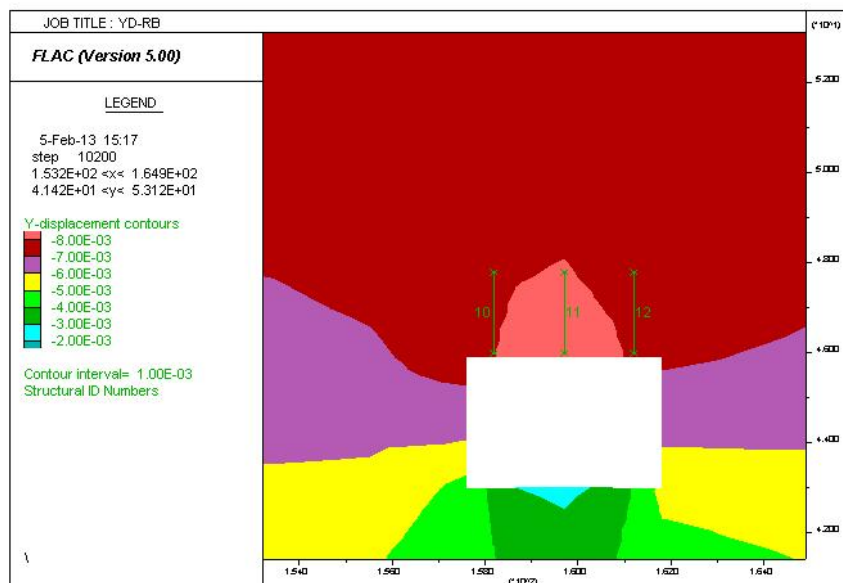 JOB TITLE : YD-RB
(*10^1)
FLAC (Version 5.00)
LEGEND
5-Feb-13 15:17
step 10200
1.532E+02 <x< 1.649E+02
4.142E+01 <y< 5.312E+01
Y-displacement contours
-8.00E-03
-7.00E-03
-6.00E-03
-5.00E-03
-4.00E-03
-3.00E-03
-2.00E-03
Contour interval= 1.00E-03
Structural ID Numbers
\
10
11
12
5.200
5.000
4.800
4.600
4.400
4.200
1.540
1.560
1.580
1.600
1.620
1.640
(*10^2)